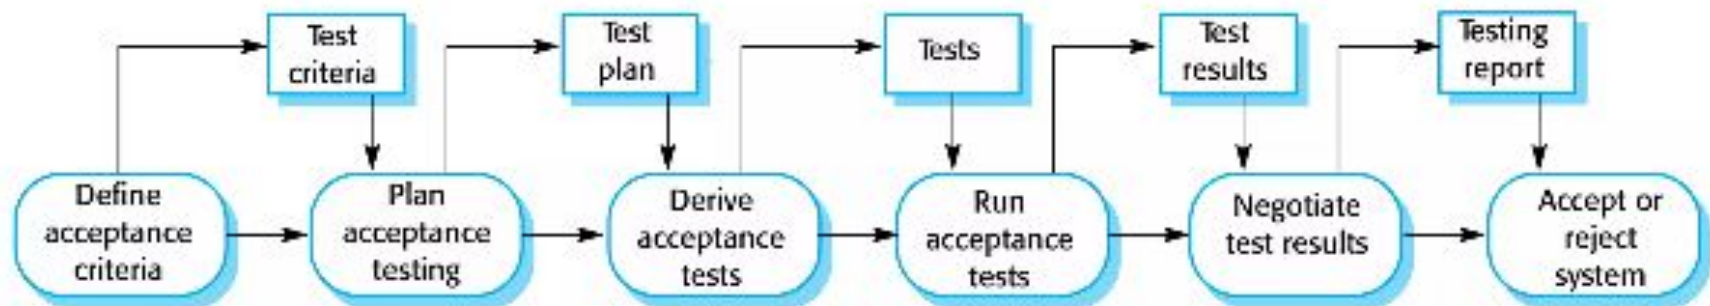 Test
criteria
Test
plan
Tests
Test
results
Testing
report
Define
acceptance
criteria
Plan
acceptance
testing
Derive
acceptance
tests
Run
acceptance
tests
Negotiate
test results
Accept or
reject
system